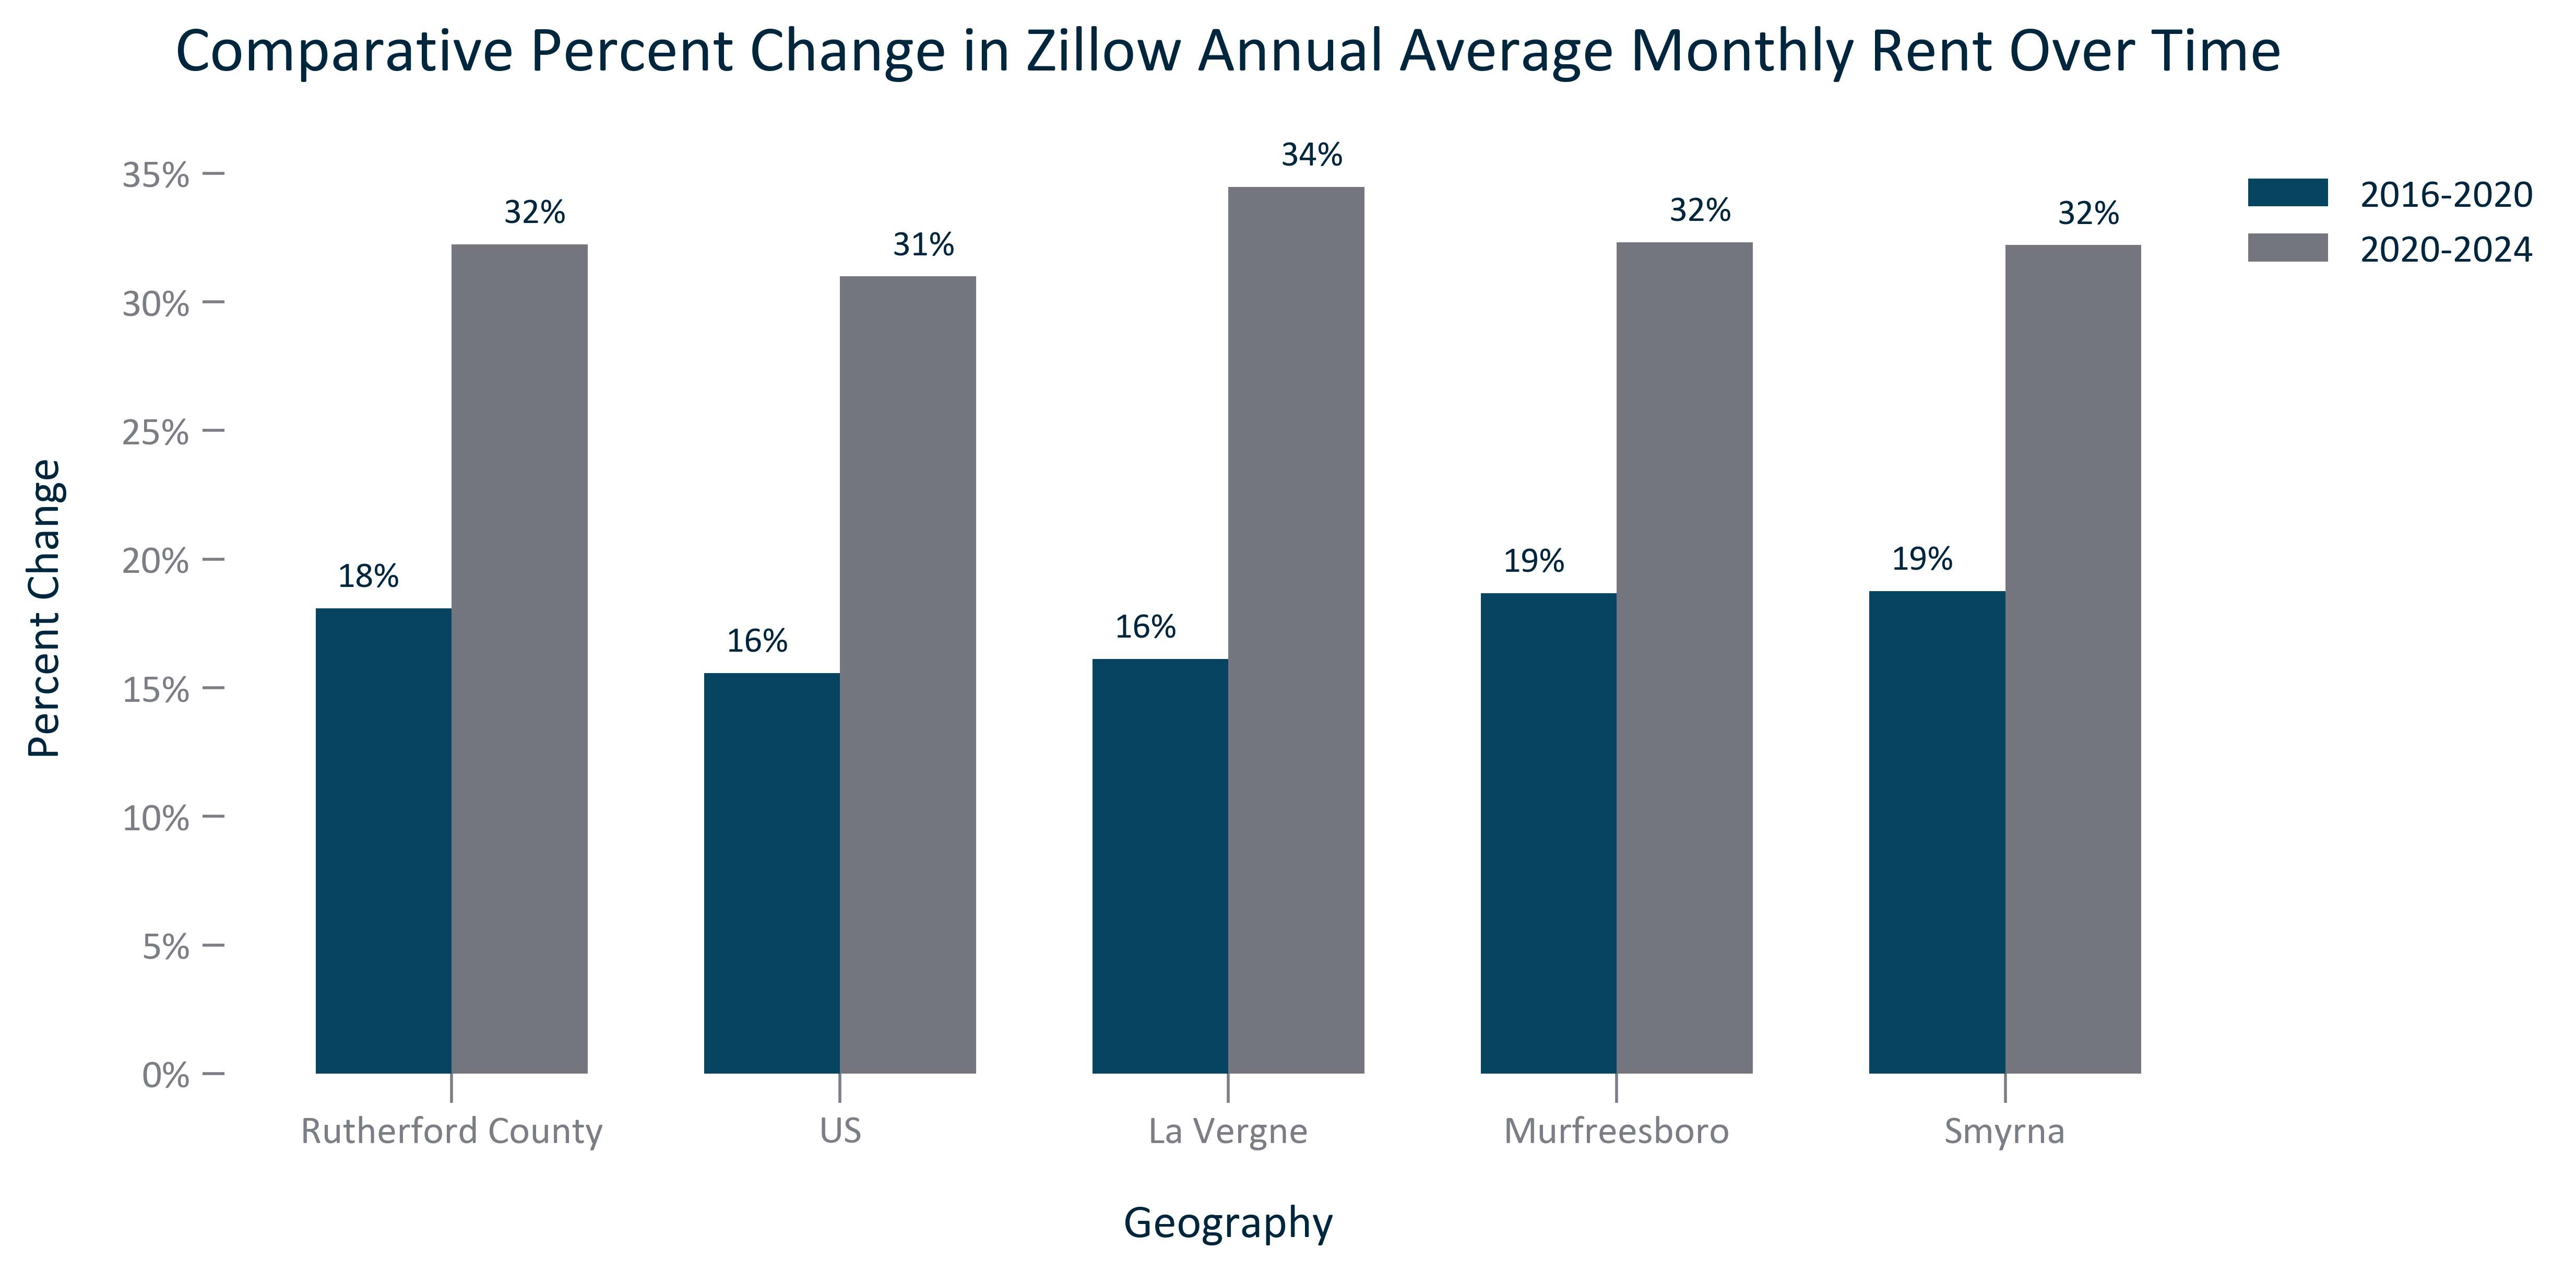 Comparative Percent Change in Zillow Annual Average Monthly Rent Over Time
35%
30%
25%
20%
15%
10%
5%
0%
Percent Change
18%
32%
16%
31%
16%
34%
19%
32%
19%
32%
2016-2020
2020-2024
Rutherford County
US
La Vergne
Murfreesboro
Smyrna
Geography